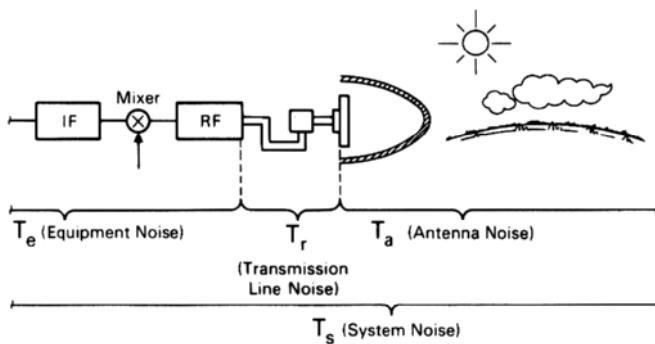 Mixer
IF
RF
Te (Equipment Noise)
Tr
Ta (Antenna Noise)
(Transmission
Line Noise)
Ts (System Noise)